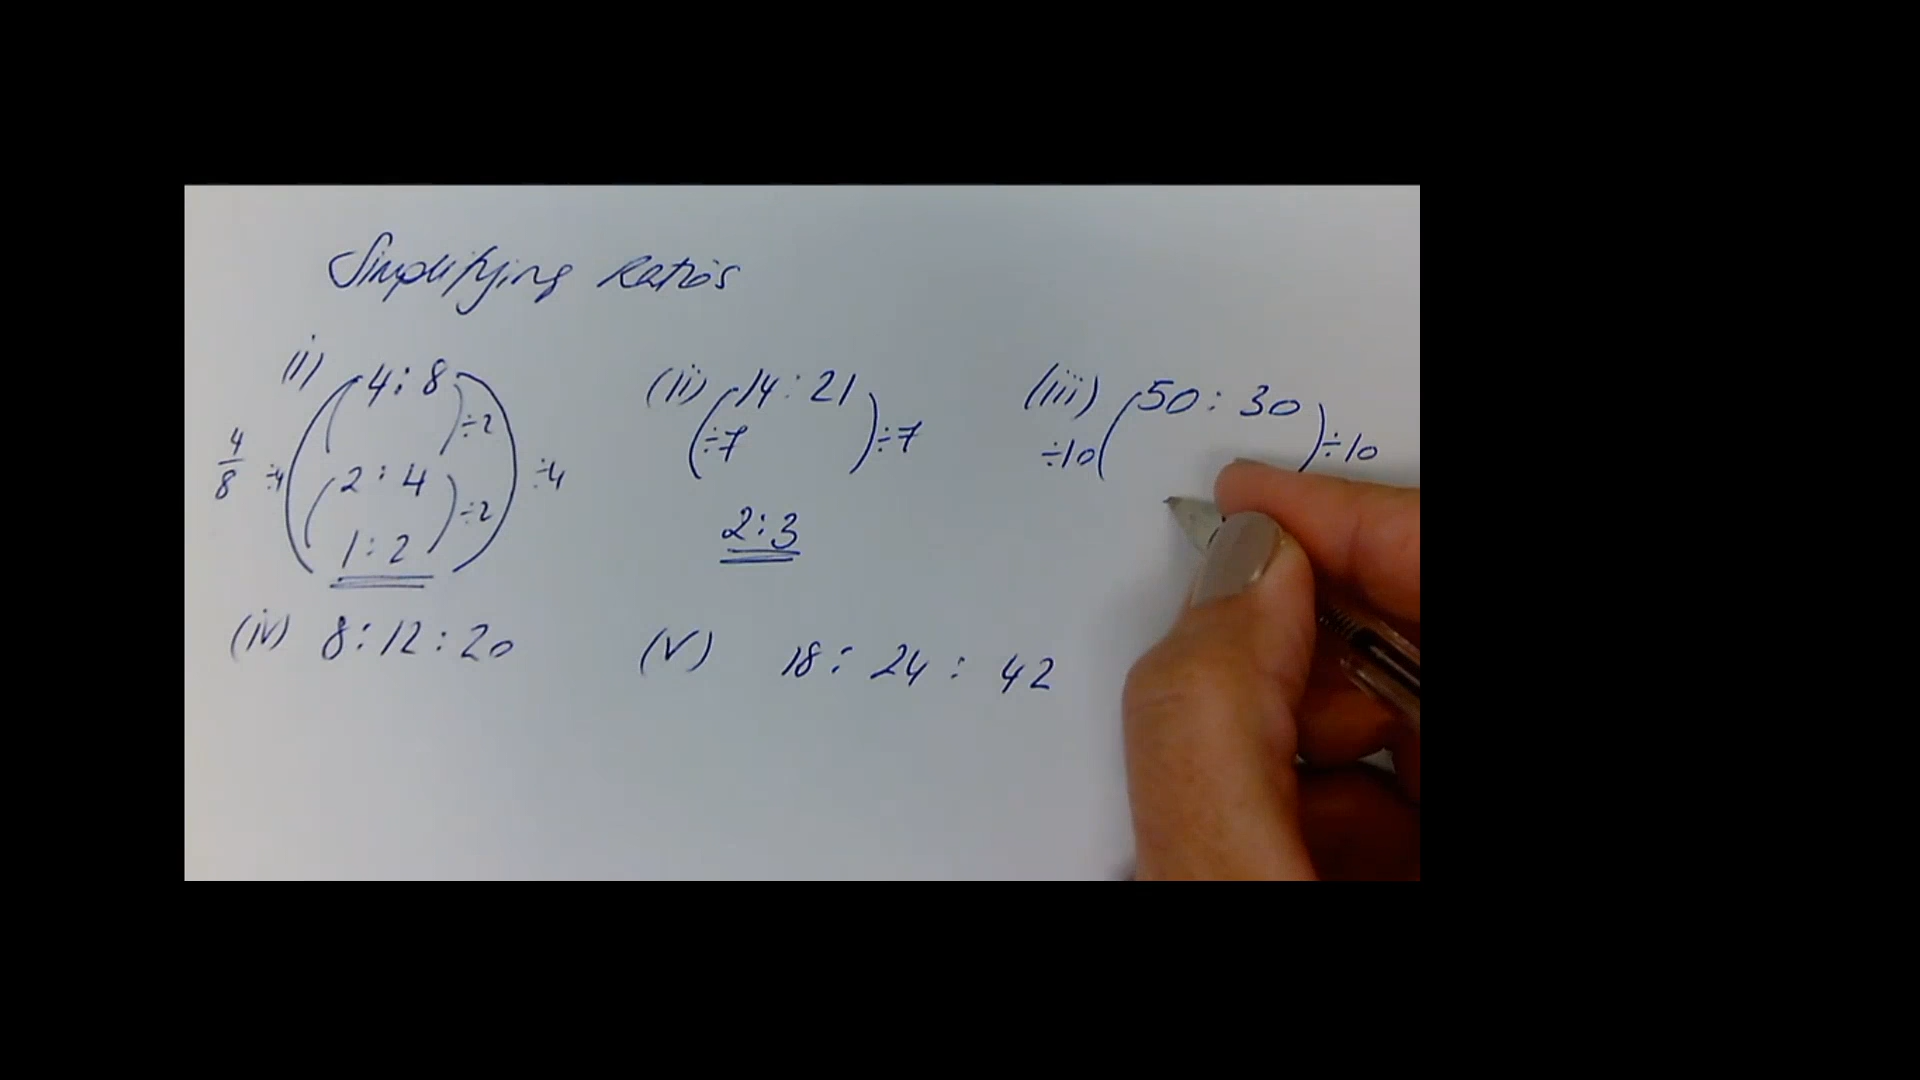 Simplifying Ratios
(i) 4 : 8
÷2
4/8 ÷4 2 : 4 ÷4
÷2
1 : 2
(ii) 14 : 21
÷7 ÷7
2 : 3
(iii) 50 : 30
÷10 ÷10
(iv) 8 : 12 : 20
(v) 18 : 24 : 42